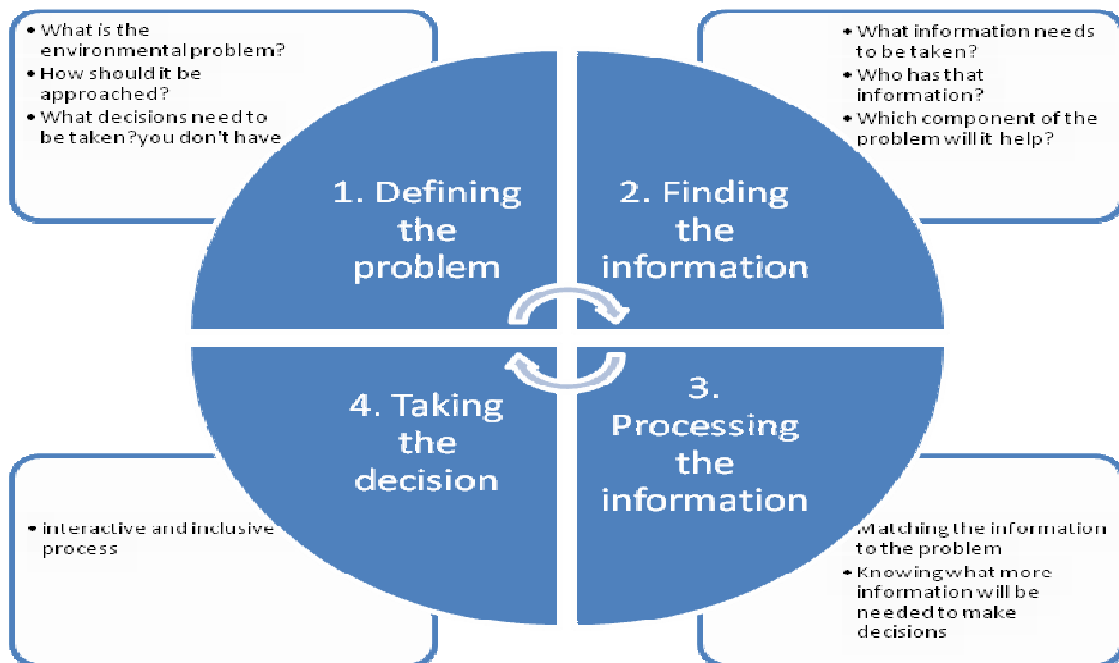 • What is the
environmental problem?
• How should it be
approached?
• What decisions need to
be taken?you don't have
1. Defining
the
problem
• What information needs
to be taken?
• Who has that
information?
• Which component of the
problem will it help?
2. Finding
the
information
3.
Processing
the
information
• Matching the information
to the problem
• Knowing what more
information will be
needed to make
decisions
4. Taking
the
decision
• interactive and inclusive
process